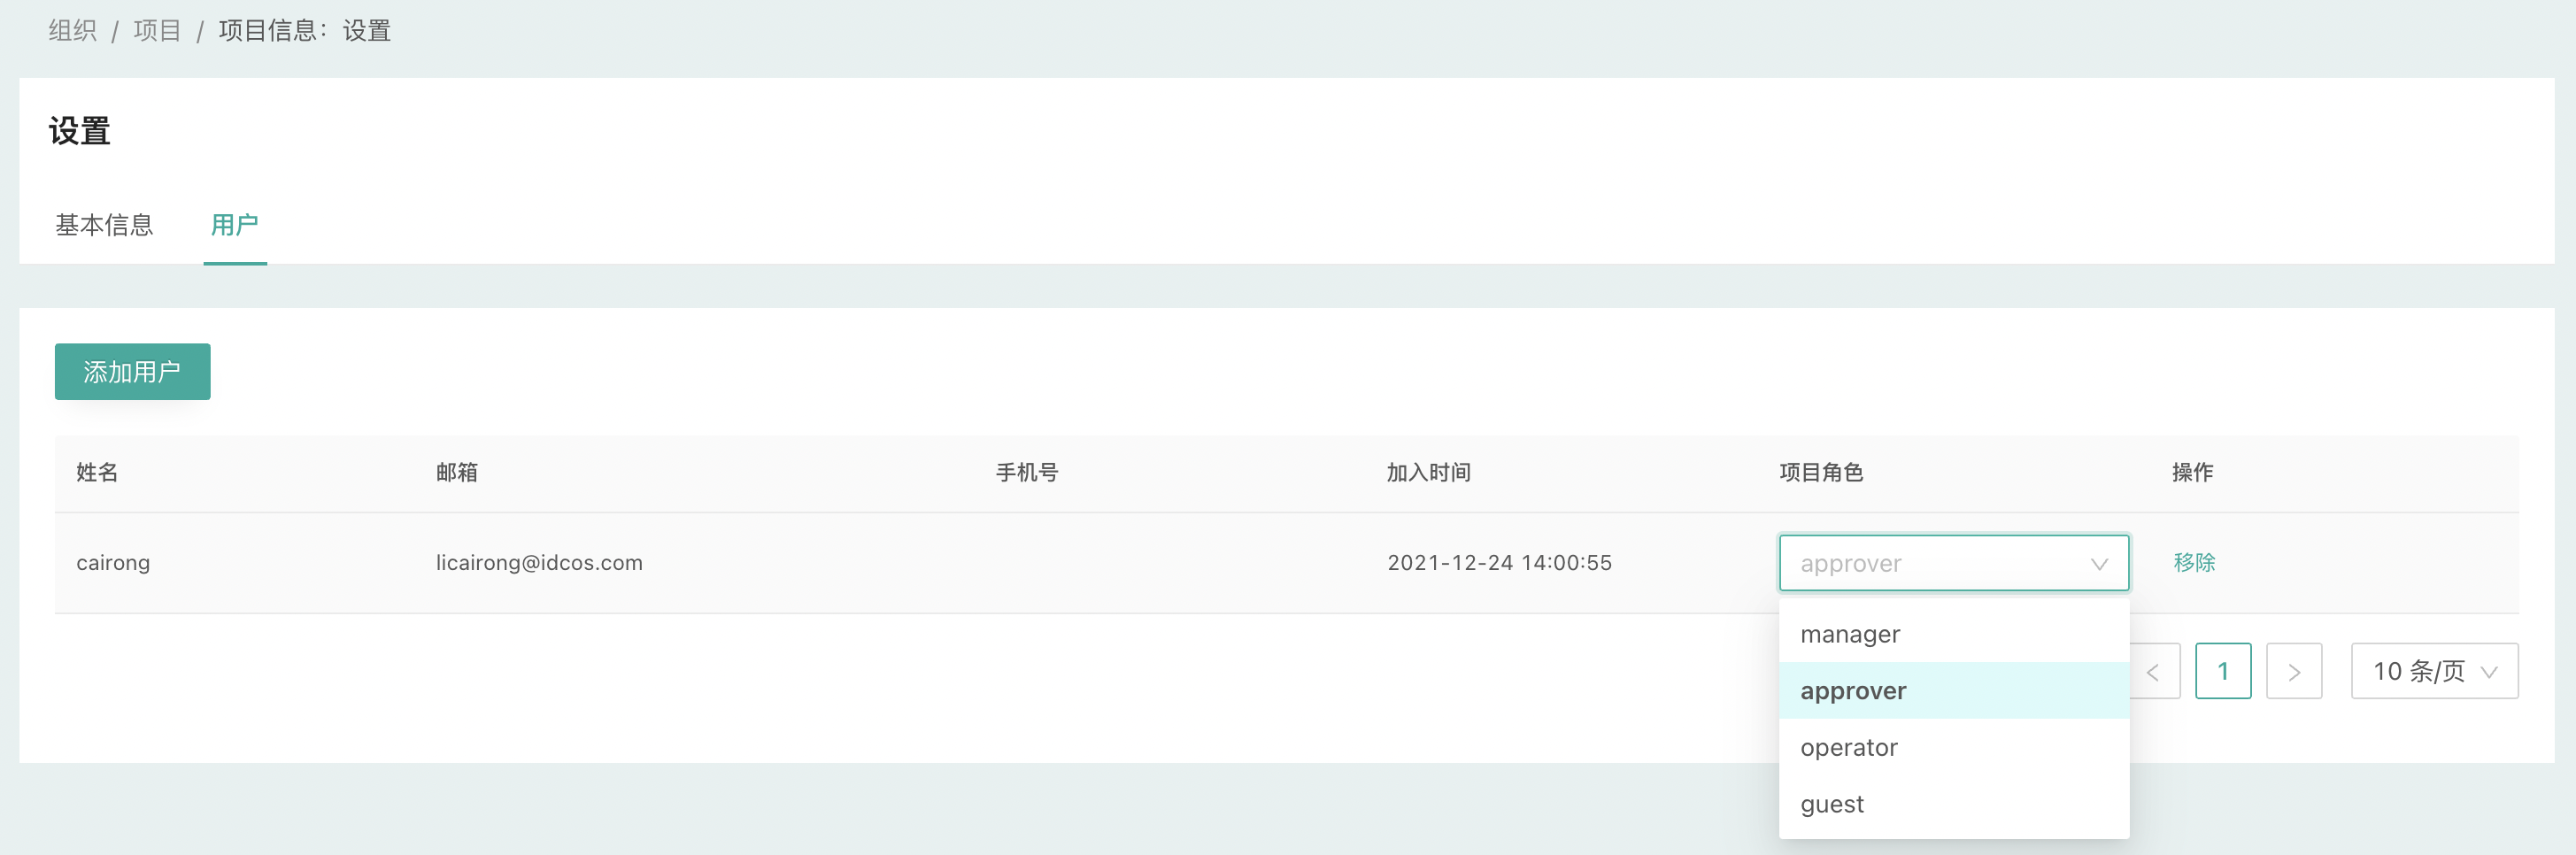 组织 / 项目 / 项目信息：设置
设置
基本信息 用户
添加用户
姓名 邮箱 手机号 加入时间 项目角色 操作
cairong licairong@idcos.com 2021-12-24 14:00:55 approver 移除
manager
approver
operator
guest
< 1 > 10 条/页